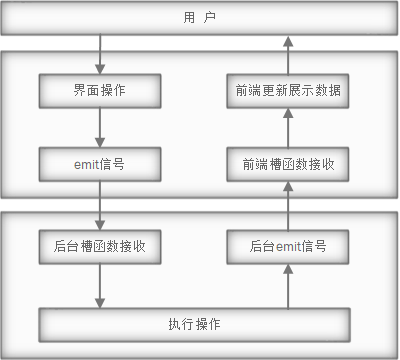 用 户
界面操作
前端更新展示数据
emit信号
前端槽函数接收
后台槽函数接收
后台emit信号
执行操作